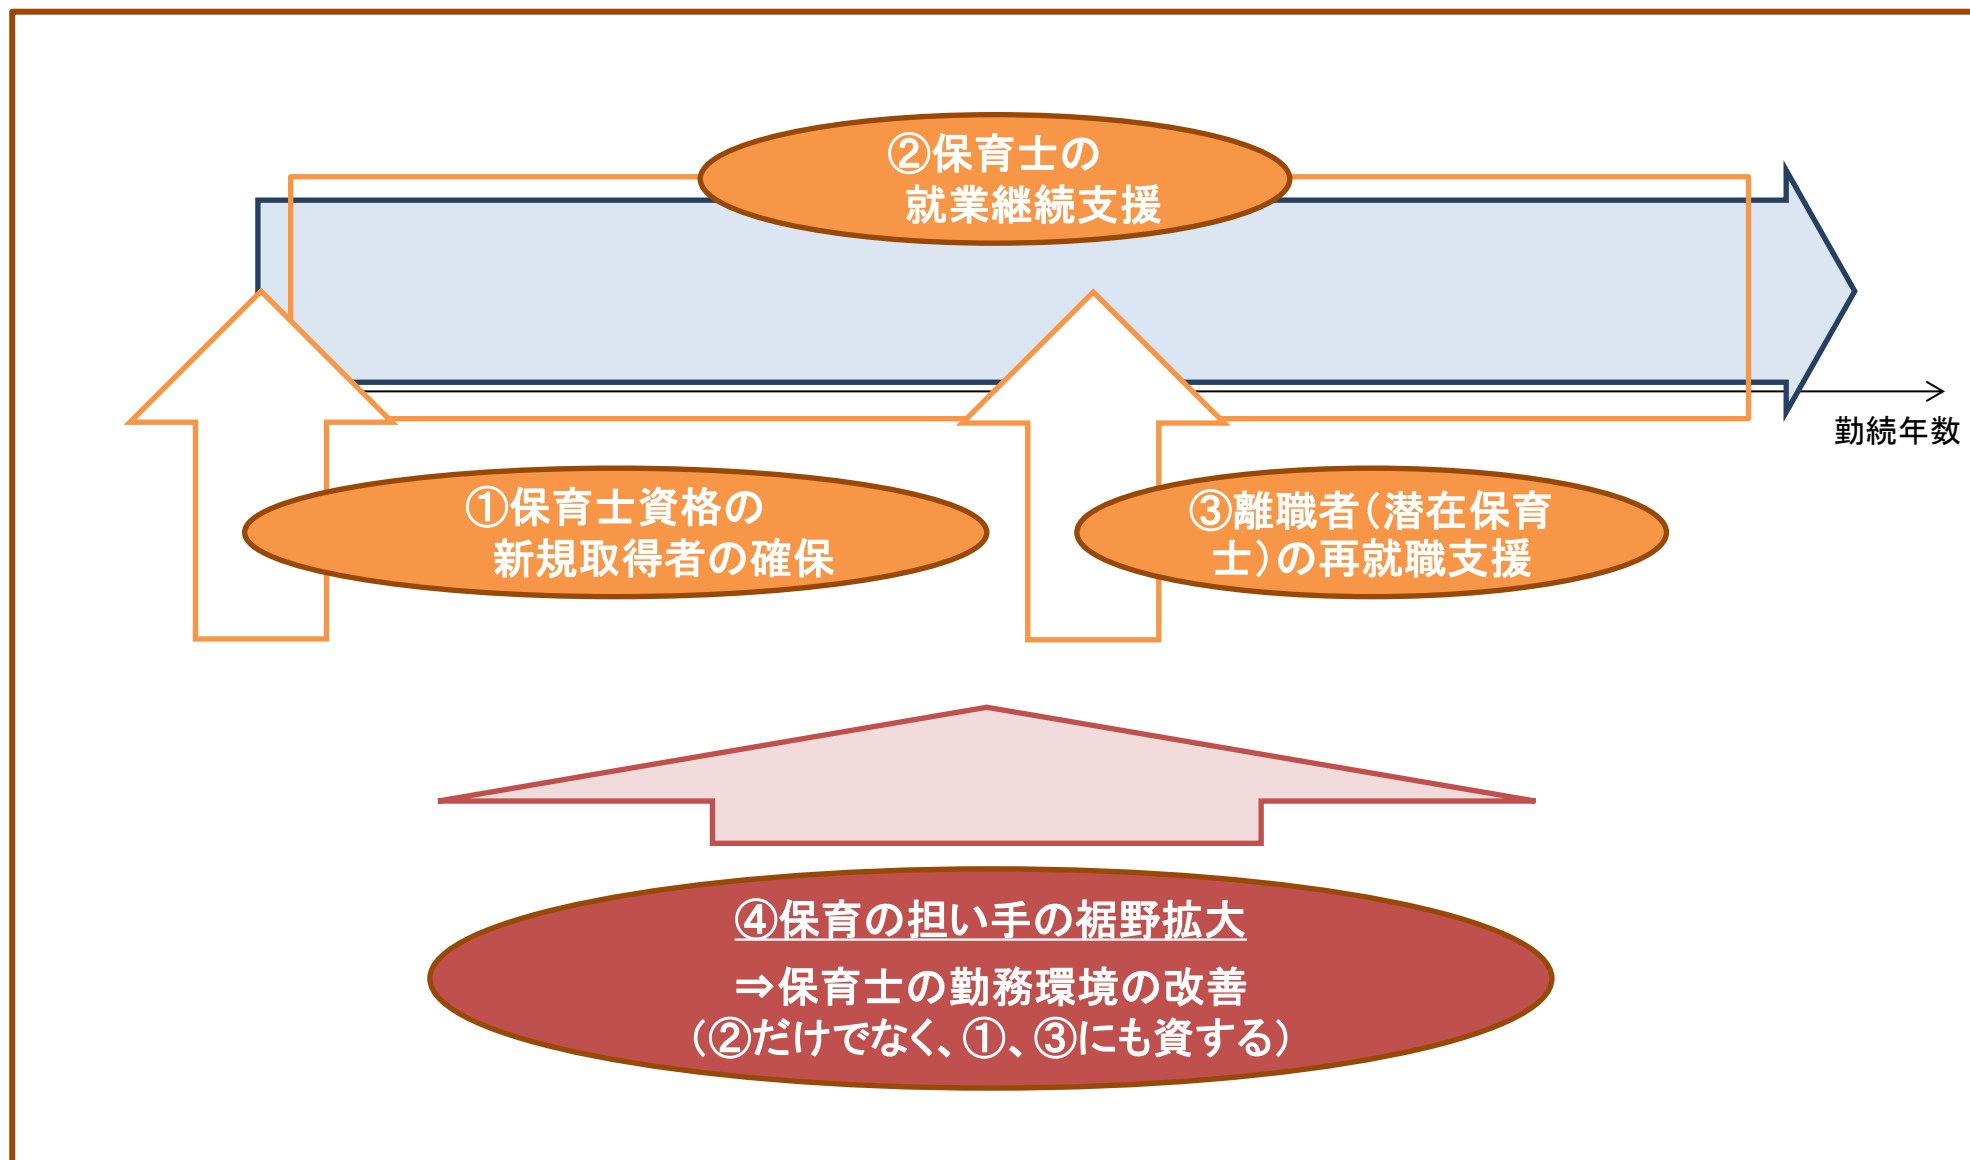 ②保育士の
就業継続支援
勤続年数
①保育士資格の
新規取得者の確保
③離職者(潜在保育
士)の再就職支援
④保育の担い手の裾野拡大
⇒保育士の勤務環境の改善
(②だけでなく、①、③にも資する)